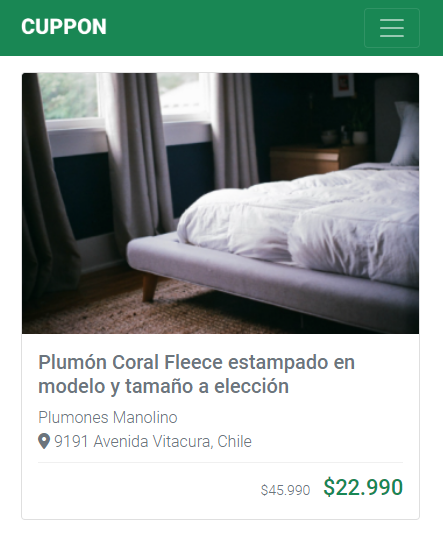 CUPPON
Plumón Coral Fleece estampado en
modelo y tamaño a elección
Plumones Manolino
9191 Avenida Vitacura, Chile
$45.990 $22.990